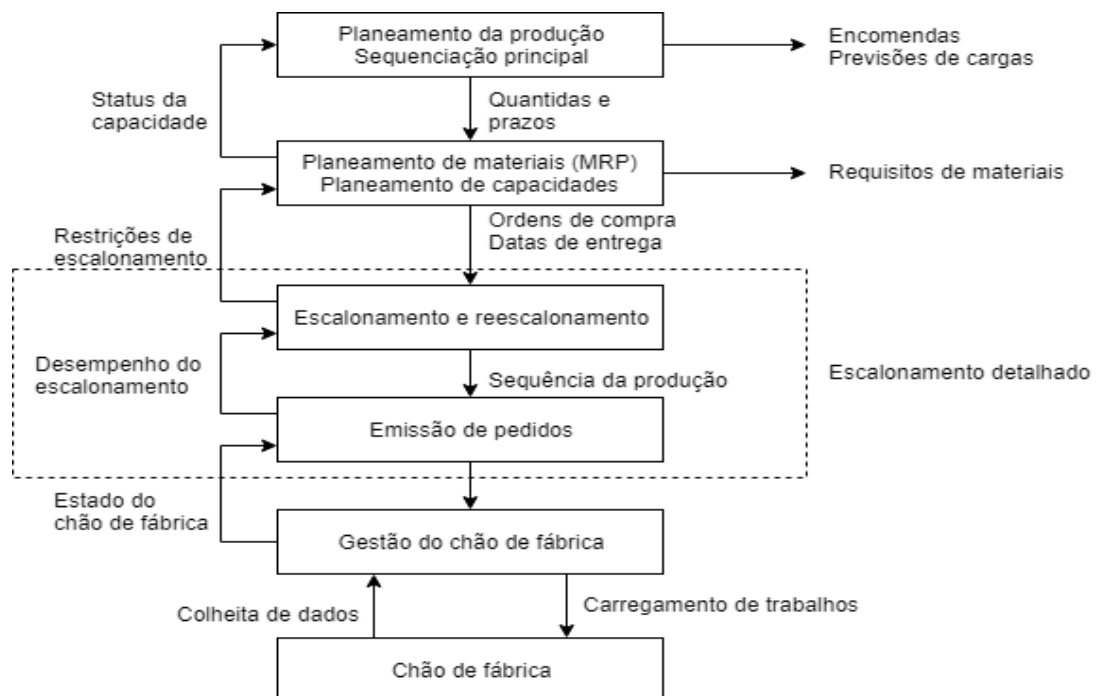 Planeamento da produção
Sequenciação principal
Encomendas
Previsões de cargas
Status da
capacidade
Quantidas e
prazos
Planeamento de materiais (MRP)
Planeamento de capacidades
Requisitos de materiais
Ordens de compra
Datas de entrega
Restrições de
escalonamento
Escalonamento e reescalonamento
Desempenho do
escalonamento
Sequência da produção
Escalonamento detalhado
Emissão de pedidos
Estado do
chão de fábrica
Gestão do chão de fábrica
Colheita de dados
Carregamento de trabalhos
Chão de fábrica